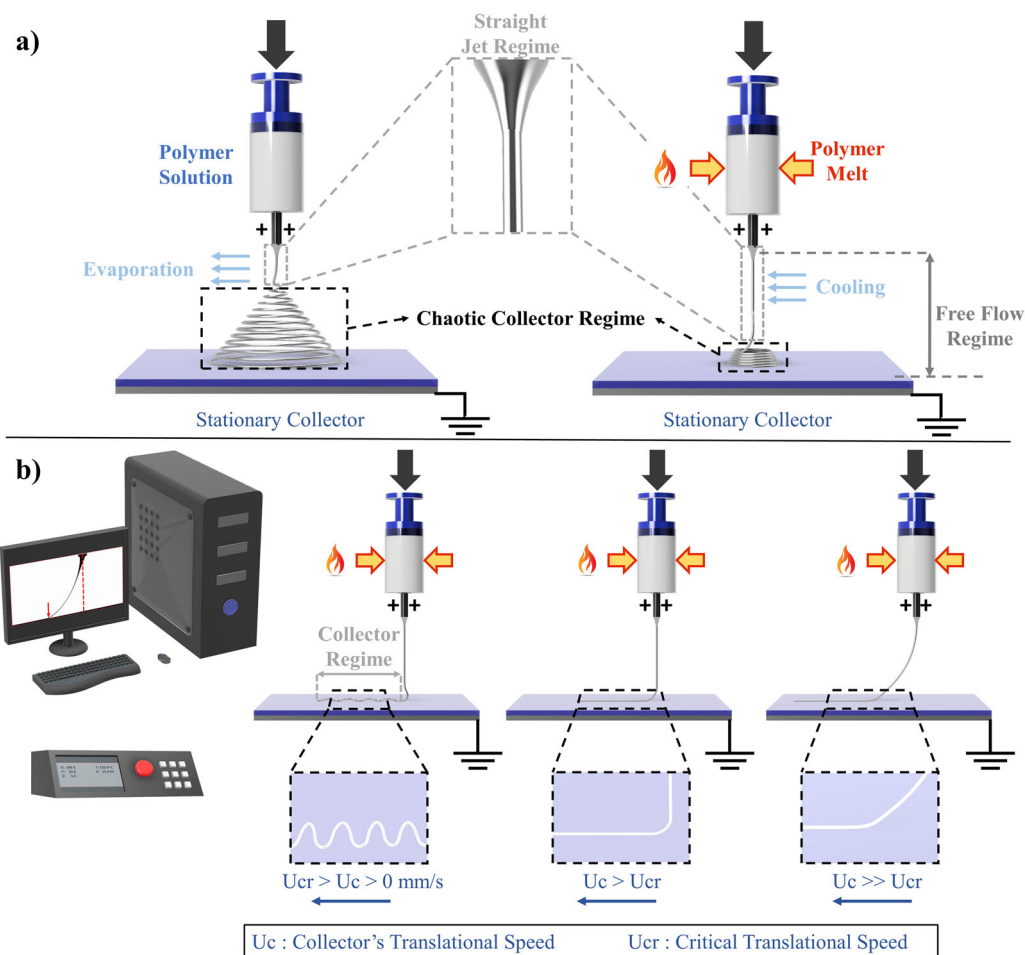 a)
Straight
Jet Regime
Polymer
Solution
Polymer
Melt
+ +
+ +
Evaporation
Cooling
Chaotic Collector Regime
Free Flow
Regime
Stationary Collector
Stationary Collector
b)
+ +
+ +
+ +
Collector
Regime
Ucr > Uc > 0 mm/s
Uc > Ucr
Uc >> Ucr
Uc : Collector's Translational Speed
Ucr : Critical Translational Speed